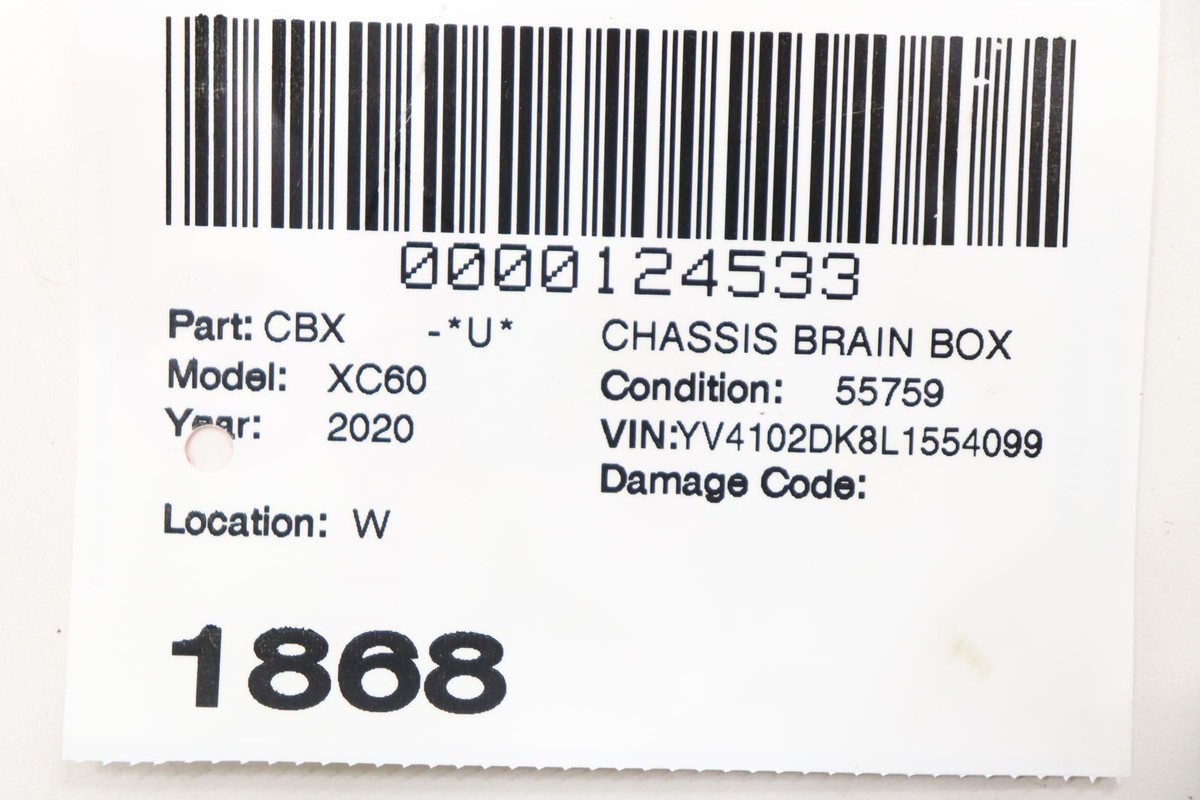 0000124533
Part: CBX -*U* CHASSIS BRAIN BOX
Model: XC60 Condition: 55759
Year: 2020 VIN:YV4102DK8L1554099
Damage Code:
Location: W
1868